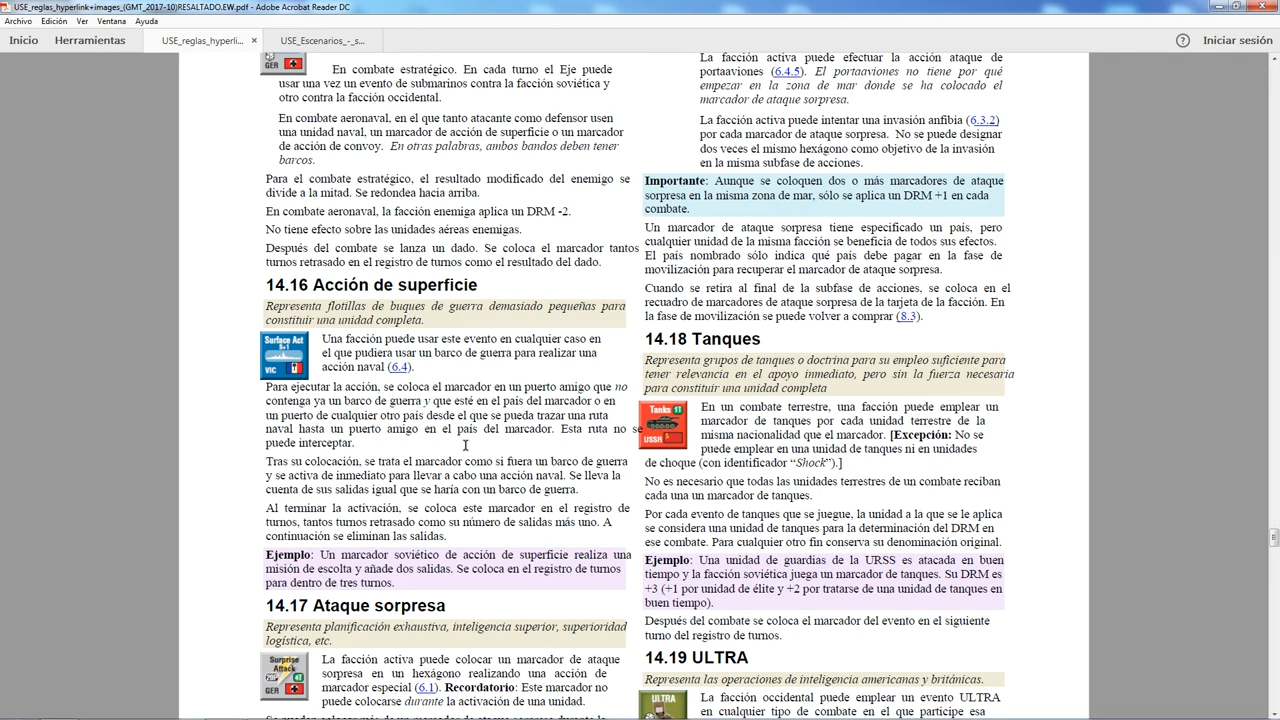 USE_reglas_hyperlink+images_(GMT_2017-10)RESALTADO.EW.pdf - Adobe Acrobat Reader DC
Archivo Edición Ver Ventana Ayuda
Inicio Herramientas USE_reglas_hyperli... × USE_Escenarios_-_s... ? Iniciar sesión
GER
En combate estratégico. En cada turno el Eje puede
usar una vez un evento de submarinos contra la facción soviética y
otro contra la facción occidental.
En combate aeronaval, en el que tanto atacante como defensor usen
una unidad naval, un marcador de acción de superficie o un marcador
de acción de convoy. En otras palabras, ambos bandos deben tener
barcos.
Para el combate estratégico, el resultado modificado del enemigo se
divide a la mitad. Se redondea hacia arriba.
En combate aeronaval, la facción enemiga aplica un DRM -2.
No tiene efecto sobre las unidades aéreas enemigas.
Después del combate se lanza un dado. Se coloca el marcador tantos
turnos retrasado en el registro de turnos como el resultado del dado.
14.16 Acción de superficie
Representa flotillas de buques de guerra demasiado pequeñas para
constituir una unidad completa.
Surface Act
S+1
VIC
Una facción puede usar este evento en cualquier caso en
el que pudiera usar un barco de guerra para realizar una
acción naval (6.4).
Para ejecutar la acción, se coloca el marcador en un puerto amigo que no
contenga ya un barco de guerra y que esté en el país del marcador o en
un puerto de cualquier otro país desde el que se pueda trazar una ruta
naval hasta un puerto amigo en el país del marcador. Esta ruta no se
puede interceptar.
Tras su colocación, se trata el marcador como si fuera un barco de guerra
y se activa de inmediato para llevar a cabo una acción naval. Se lleva la
cuenta de sus salidas igual que se haría con un barco de guerra.
Al terminar la activación, se coloca este marcador en el registro de
turnos, tantos turnos retrasado como su número de salidas más uno. A
continuación se eliminan las salidas.
Ejemplo: Un marcador soviético de acción de superficie realiza una
misión de escolta y añade dos salidas. Se coloca en el registro de turnos
para dentro de tres turnos.
14.17 Ataque sorpresa
Representa planificación exhaustiva, inteligencia superior, superioridad
logística, etc.
Surprise
Attack
20P 4T
GER
La facción activa puede colocar un marcador de ataque
sorpresa en un hexágono realizando una acción de
marcador especial (6.1). Recordatorio: Este marcador no
puede colocarse durante la activación de una unidad.
La facción activa puede efectuar la acción ataque de
portaaviones (6.4.5). El portaaviones no tiene por qué
empezar en la zona de mar donde se ha colocado el
marcador de ataque sorpresa.
La facción activa puede intentar una invasión anfibia (6.3.2)
por cada marcador de ataque sorpresa. No se puede designar
dos veces el mismo hexágono como objetivo de la invasión
en la misma subfase de acciones.
Importante: Aunque se coloquen dos o más marcadores de ataque
sorpresa en la misma zona de mar, sólo se aplica un DRM +1 en cada
combate.
Un marcador de ataque sorpresa tiene especificado un país, pero
cualquier unidad de la misma facción se beneficia de todos sus efectos.
El país nombrado sólo indica qué país debe pagar en la fase de
movilización para recuperar el marcador de ataque sorpresa.
Cuando se retira al final de la subfase de acciones, se coloca en el
recuadro de marcadores de ataque sorpresa de la tarjeta de la facción. En
la fase de movilización se puede volver a comprar (8.3).
14.18 Tanques
Representa grupos de tanques o doctrina para su empleo suficiente para
tener relevancia en el apoyo inmediato, pero sin la fuerza necesaria
para constituir una unidad completa
Tanks 1T
USSR
En un combate terrestre, una facción puede emplear un
marcador de tanques por cada unidad terrestre de la
misma nacionalidad que el marcador. [Excepción: No se
puede emplear en una unidad de tanques ni en unidades
de choque (con identificador “Shock”).]
No es necesario que todas las unidades terrestres de un combate reciban
cada una un marcador de tanques.
Por cada evento de tanques que se juegue, la unidad a la que se le aplica
se considera una unidad de tanques para la determinación del DRM en
ese combate. Para cualquier otro fin conserva su denominación original.
Ejemplo: Una unidad de guardias de la URSS es atacada en buen
tiempo y la facción soviética juega un marcador de tanques. Su DRM es
+3 (+1 por unidad de élite y +2 por tratarse de una unidad de tanques en
buen tiempo).
Después del combate se coloca el marcador del evento en el siguiente
turno del registro de turnos.
14.19 ULTRA
Representa las operaciones de inteligencia americanas y británicas.
ULTRA
La facción occidental puede emplear un evento ULTRA
en cualquier tipo de combate en el que participe esa